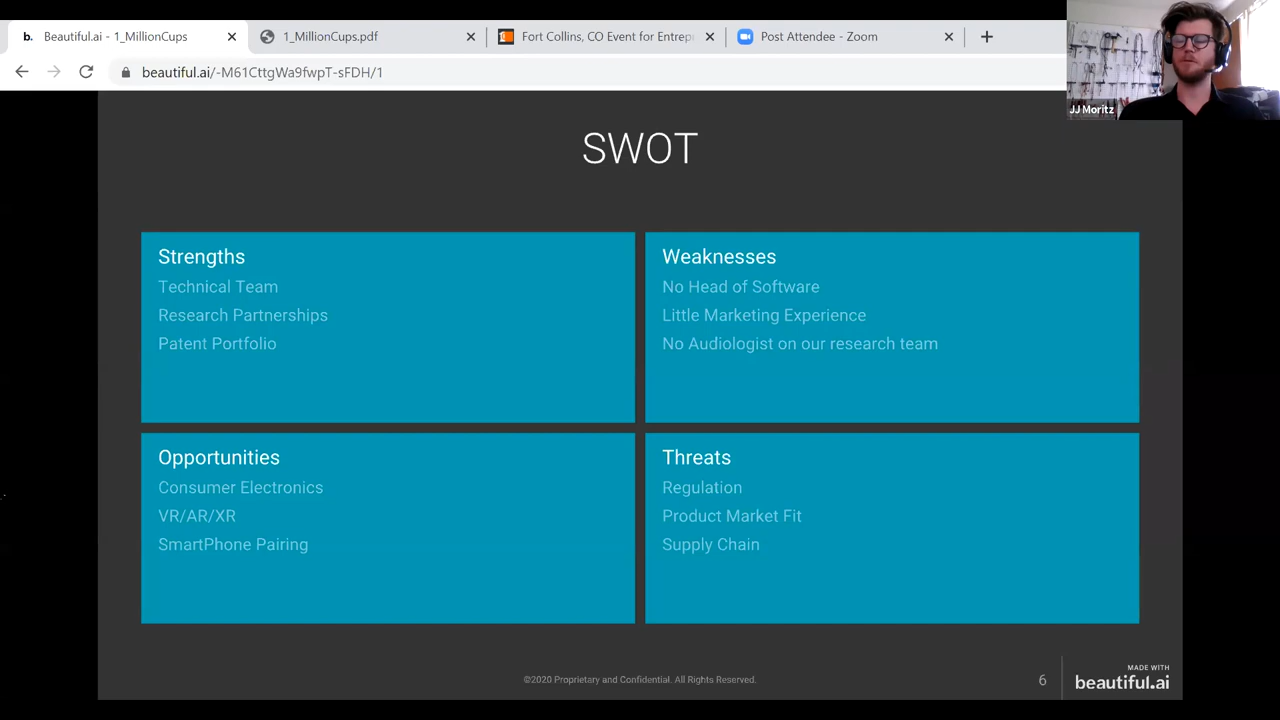 Beautiful.ai - 1_MillionCups
1_MillionCups.pdf
Fort Collins, CO Event for Entrep
Post Attendee - Zoom
beautiful.ai/-M61CttgWa9fwpT-sFDH/1
JJ Moritz
SWOT
Strengths
Technical Team
Research Partnerships
Patent Portfolio
Weaknesses
No Head of Software
Little Marketing Experience
No Audiologist on our research team
Opportunities
Consumer Electronics
VR/AR/XR
SmartPhone Pairing
Threats
Regulation
Product Market Fit
Supply Chain
©2020 Proprietary and Confidential. All Rights Reserved.
6
MADE WITH
beautiful.ai